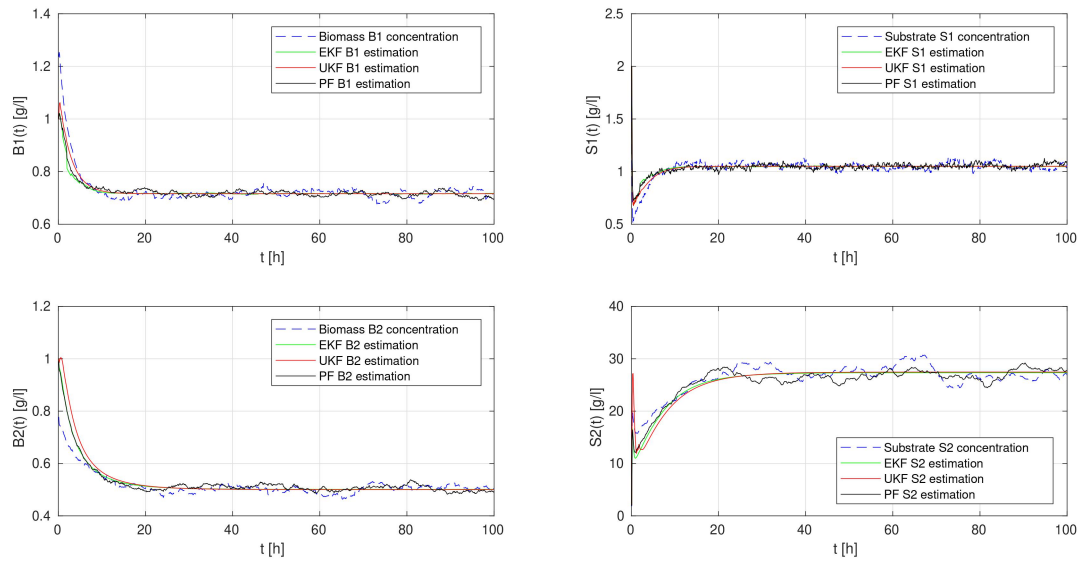 1.4
1.2
1
0.8
0.6
B1(t) [g/l]
Biomass B1 concentration
EKF B1 estimation
UKF B1 estimation
PF B1 estimation
0 20 40 60 80 100
t [h]
2.5
2
1.5
1
0.5
S1(t) [g/l]
Substrate S1 concentration
EKF S1 estimation
UKF S1 estimation
PF S1 estimation
0 20 40 60 80 100
t [h]
1.2
1
0.8
0.6
0.4
B2(t) [g/l]
Biomass B2 concentration
EKF B2 estimation
UKF B2 estimation
PF B2 estimation
0 20 40 60 80 100
t [h]
40
30
20
10
0
S2(t) [g/l]
Substrate S2 concentration
EKF S2 estimation
UKF S2 estimation
PF S2 estimation
0 20 40 60 80 100
t [h]